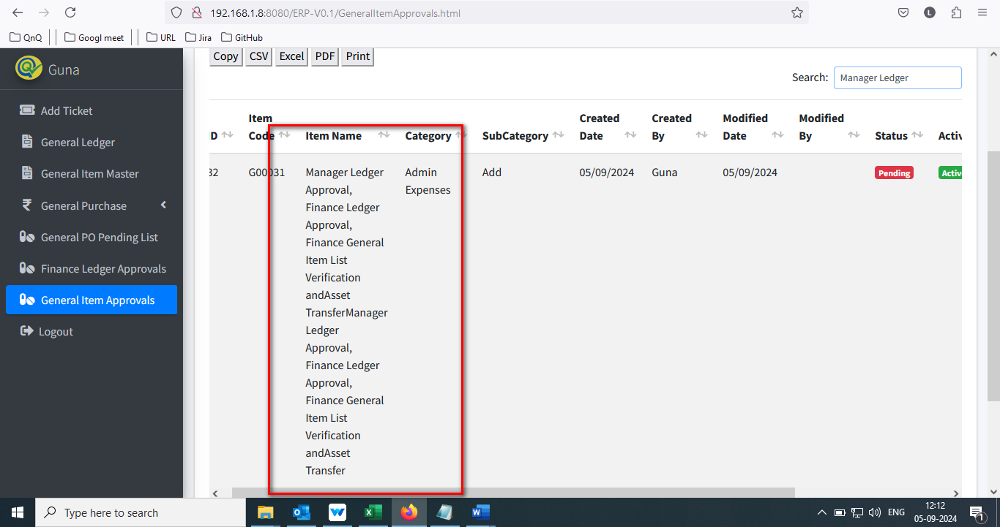 192.168.1.8:8080/ERP-V0.1/GeneralItemApprovals.html
L
QnQ
Googl meet
URL
Jira
GitHub
Guna
Add Ticket
General Ledger
General Item Master
General Purchase
General PO Pending List
Finance Ledger Approvals
General Item Approvals
Logout
Copy CSV Excel PDF Print
Search: Manager Ledger
ID
Item
Code
Item Name
Category
SubCategory
Created
Date
Created
By
Modified
Date
Modified
By
Status
Activ
32
G00031
Manager Ledger
Approval,
Finance Ledger
Approval,
Finance General
Item List
Verification
andAsset
TransferManager
Ledger
Approval,
Finance Ledger
Approval,
Finance General
Item List
Verification
andAsset
Transfer
Admin
Expenses
Add
05/09/2024
Guna
05/09/2024
Pending
Activ
Type here to search
ENG
12:12
05-09-2024
1